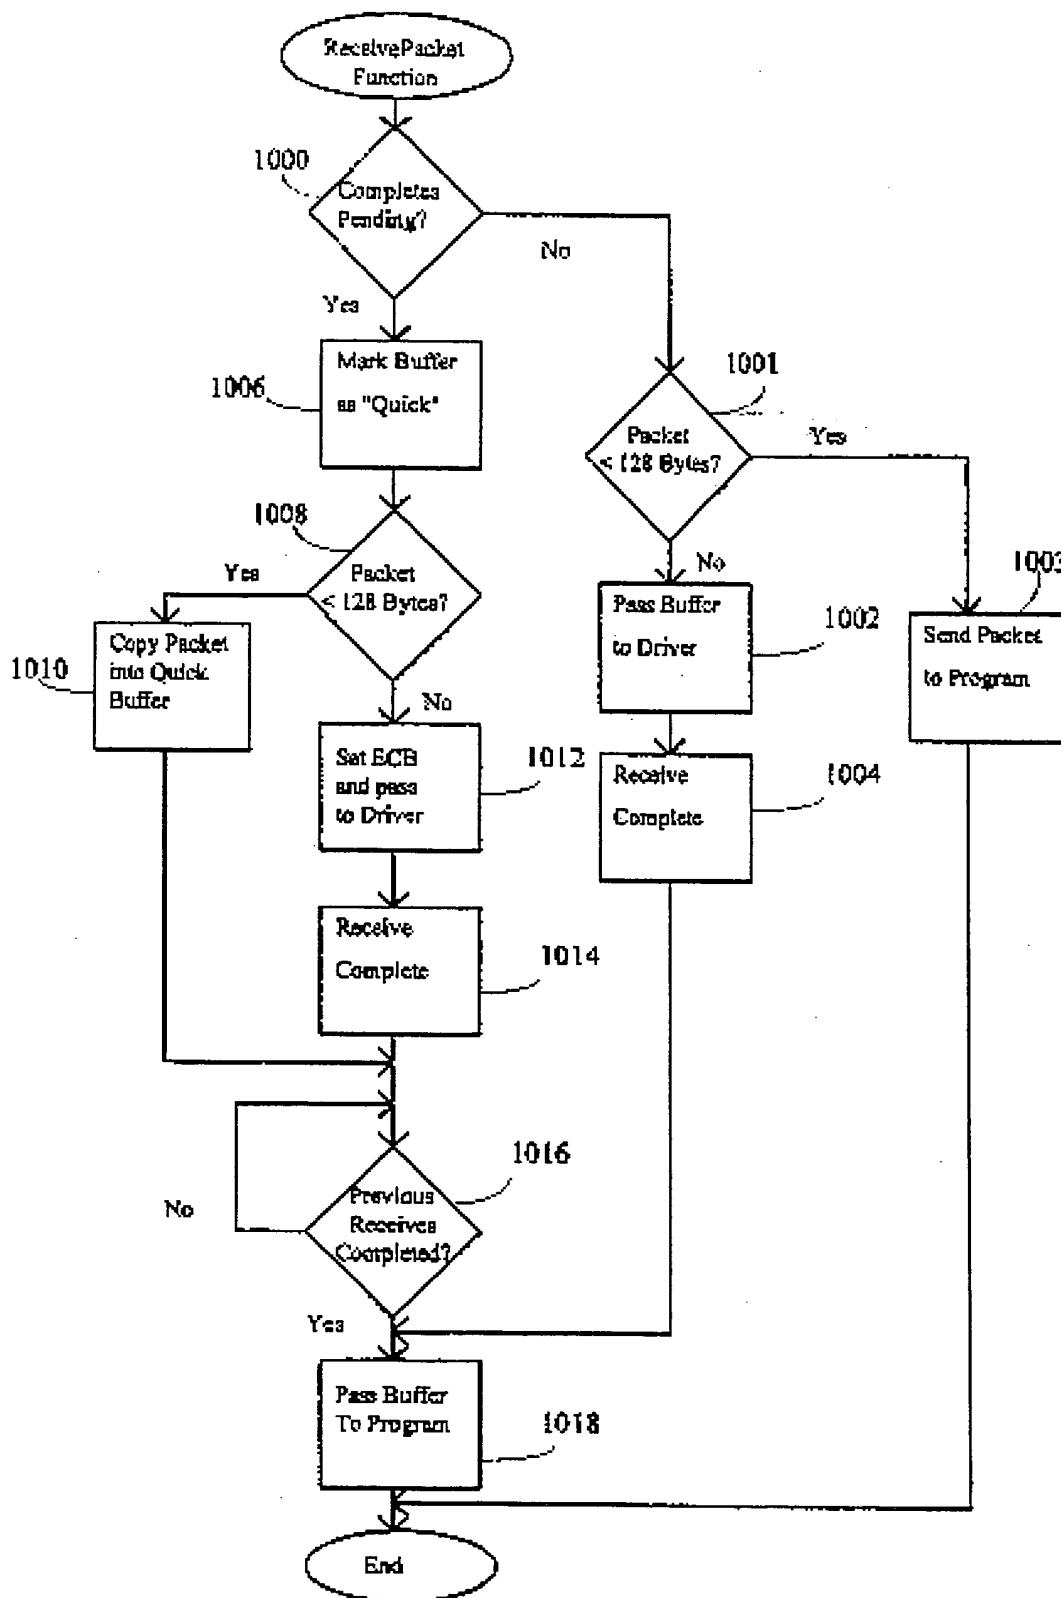 ReceivePacket
Function
1000
Completes
Pending?
No
Yes
Mark Buffer
as "Quick"
1006
1001
Packet
< 128 Bytes?
Yes
1008
Yes
Packet
< 128 Bytes?
No
1003
Copy Packet
into Quick
Buffer
1010
Pass Buffer
to Driver
1002
Send Packet
to Program
No
Set ECB
and pass
to Driver
1012
Receive
Complete
1004
Receive
Complete
1014
1016
Previous
Receives
Completed?
No
Yes
Pass Buffer
To Program
1018
End